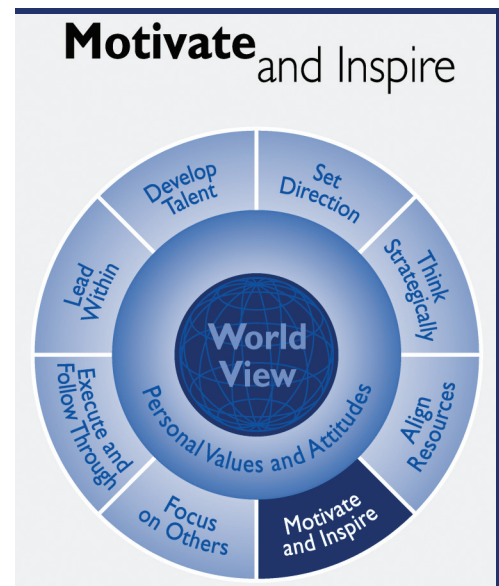 Motivate and Inspire
Develop
Talent
Set
Direction
Think
Strategically
Align
Resources
Motivate
and Inspire
Focus
on Others
Execute and
Follow Through
Lead
Within
World
View
Personal Values and Attitudes